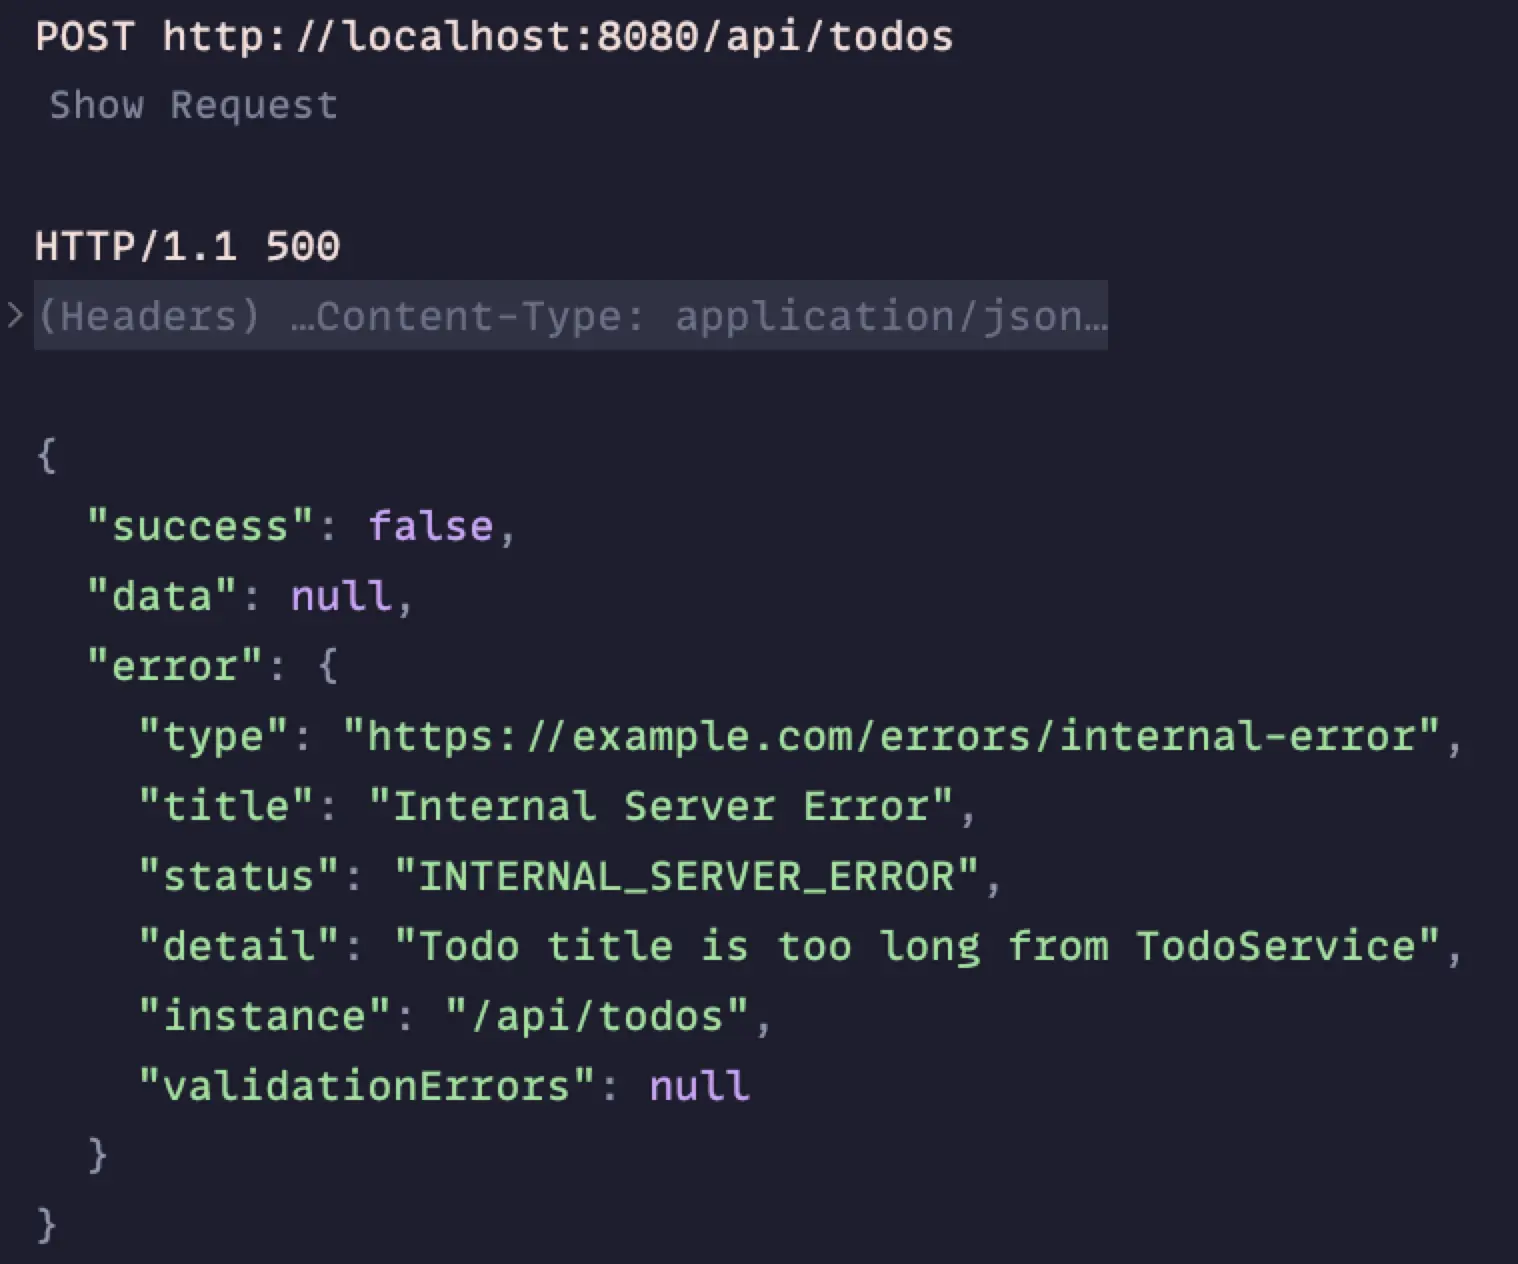 POST http://localhost:8080/api/todos
Show Request
HTTP/1.1 500
(Headers) …Content-Type: application/json…
{
  "success": false,
  "data": null,
  "error": {
    "type": "https://example.com/errors/internal-error",
    "title": "Internal Server Error",
    "status": "INTERNAL_SERVER_ERROR",
    "detail": "Todo title is too long from TodoService",
    "instance": "/api/todos",
    "validationErrors": null
  }
}